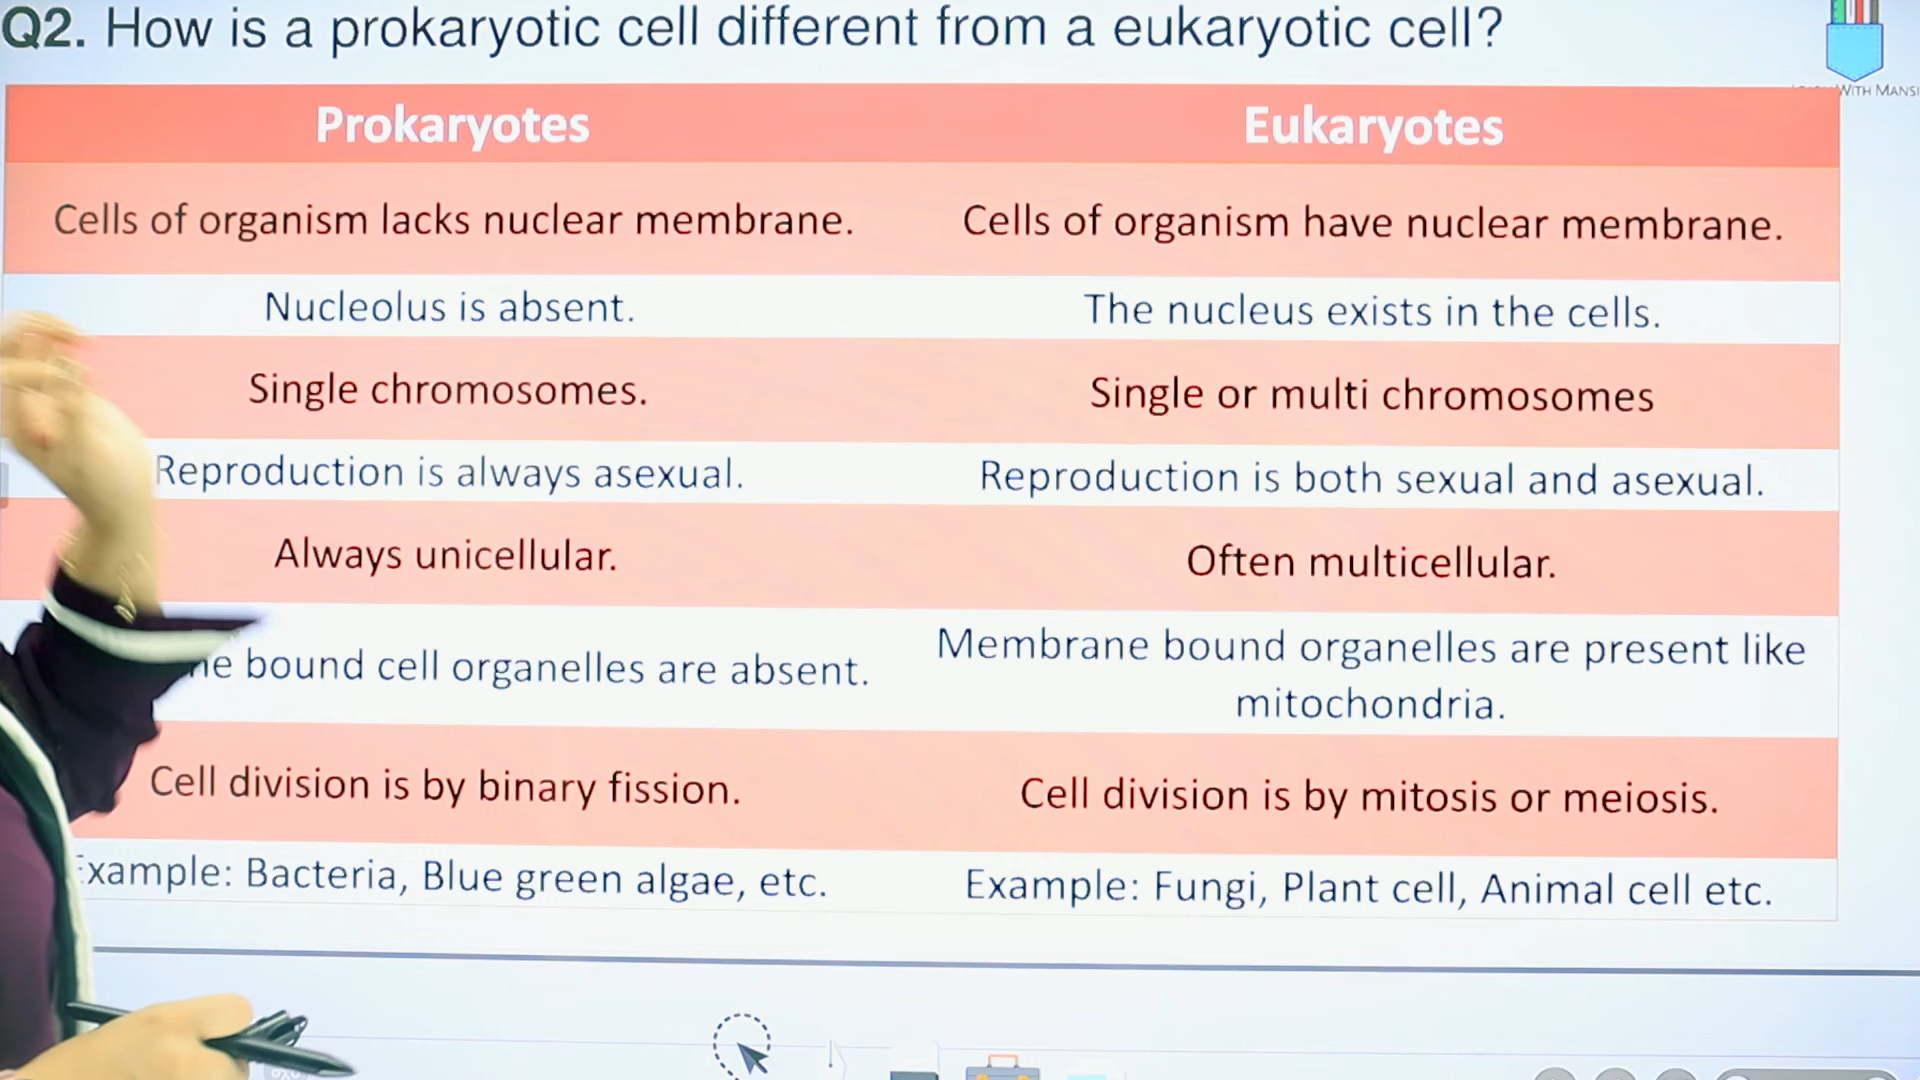 Q2. How is a prokaryotic cell different from a eukaryotic cell?
WITH MANSI
Prokaryotes
Eukaryotes
Cells of organism lacks nuclear membrane.
Cells of organism have nuclear membrane.
Nucleolus is absent.
The nucleus exists in the cells.
Single chromosomes.
Single or multi chromosomes
Reproduction is always asexual.
Reproduction is both sexual and asexual.
Always unicellular.
Often multicellular.
bound cell organelles are absent.
Membrane bound organelles are present like
mitochondria.
Cell division is by binary fission.
Cell division is by mitosis or meiosis.
Example: Bacteria, Blue green algae, etc.
Example: Fungi, Plant cell, Animal cell etc.